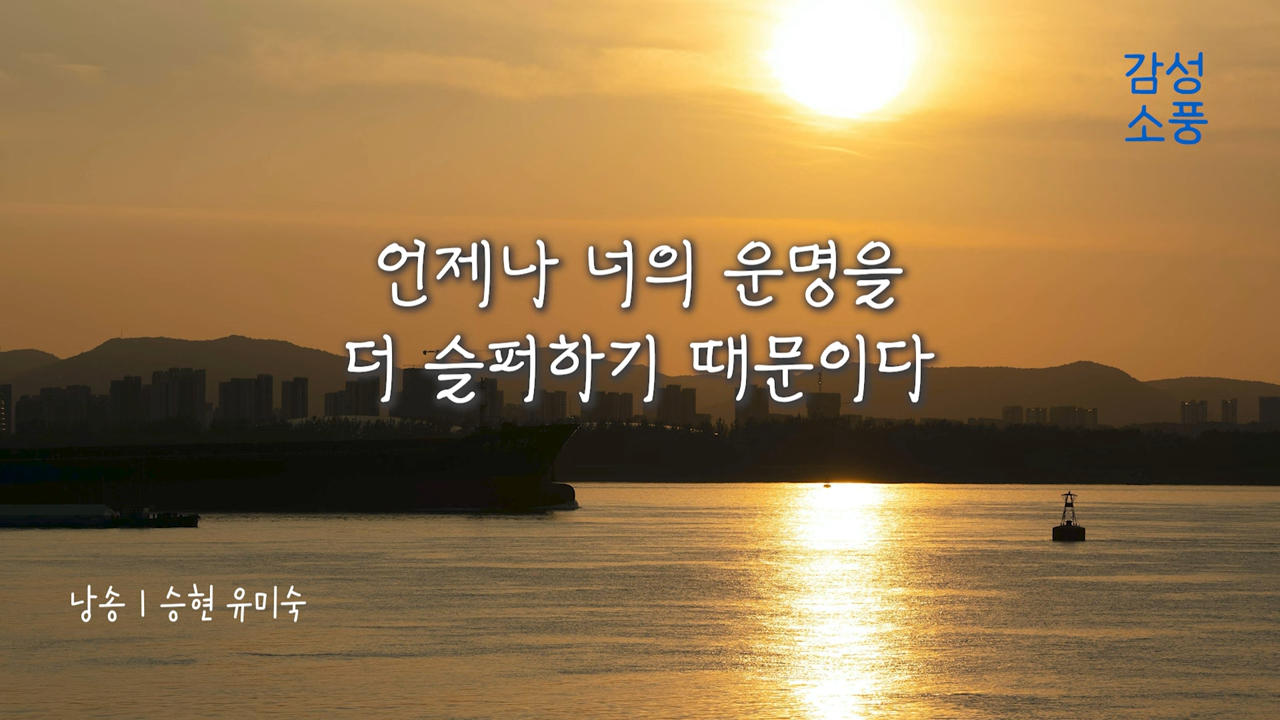 감성
소풍
언제나 너의 운명을
더 슬퍼하기 때문이다
낭송 | 승현 유미숙